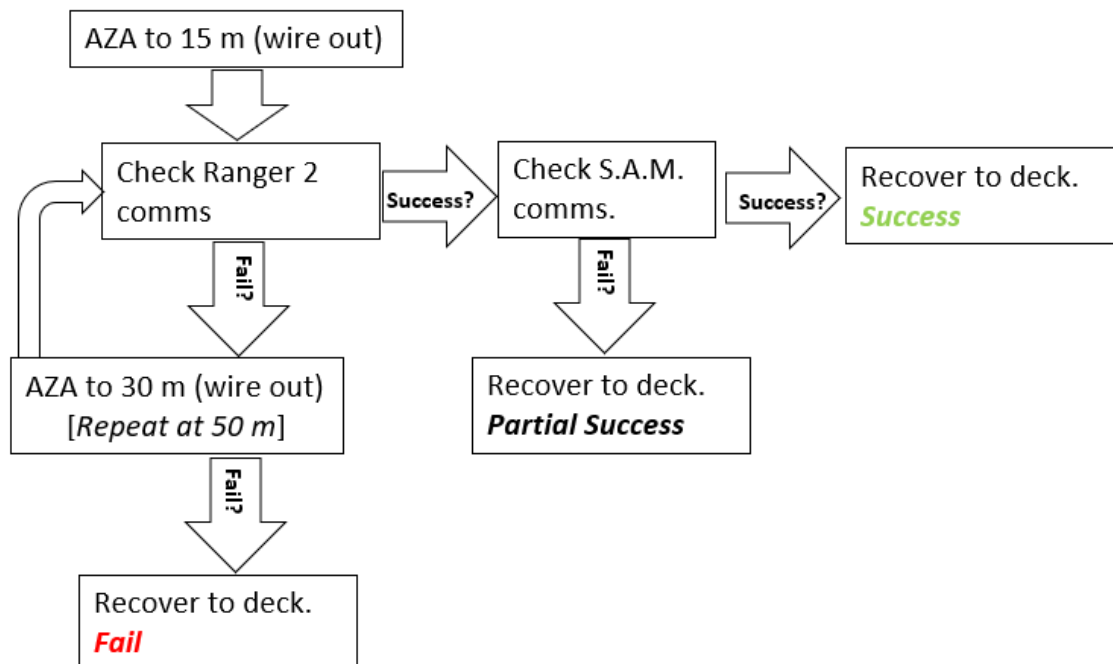 AZA to 15 m (wire out)
Check Ranger 2
comms
Success?
Check S.A.M.
comms.
Success?
Recover to deck.
Success
Fail?
Fail?
AZA to 30 m (wire out)
[Repeat at 50 m]
Recover to deck.
Partial Success
Fail?
Recover to deck.
Fail